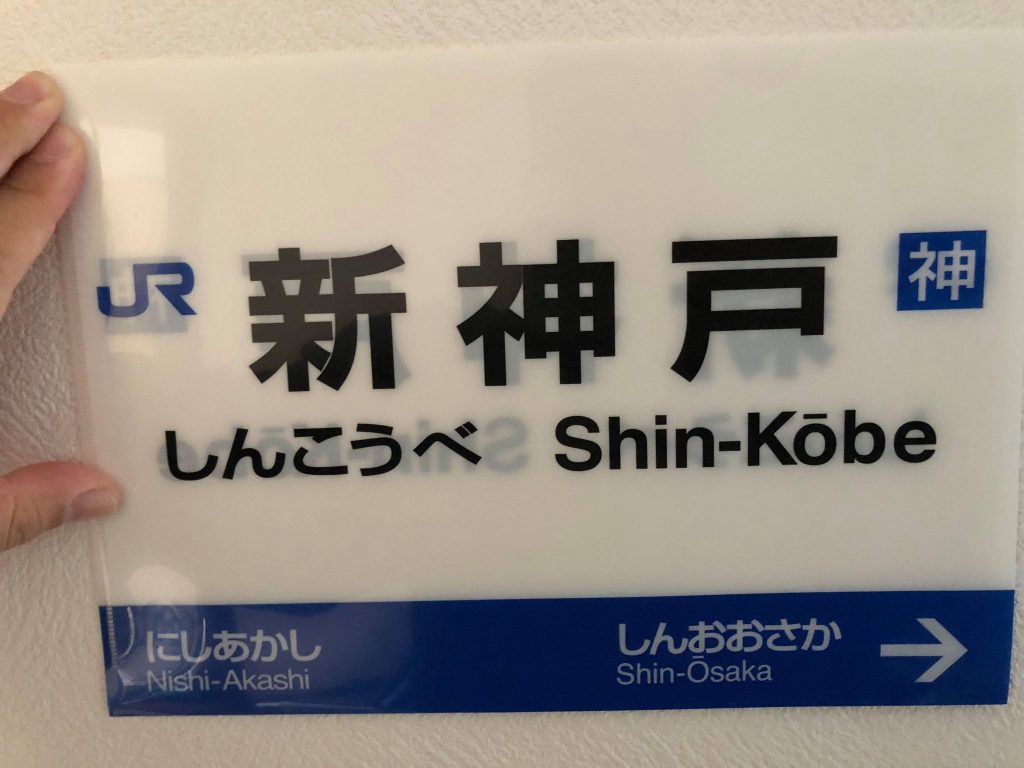 JR 新神戸 神
しんこうべ Shin-Kōbe
にしあかし しんおおさか →
Nishi-Akashi Shin-Ōsaka